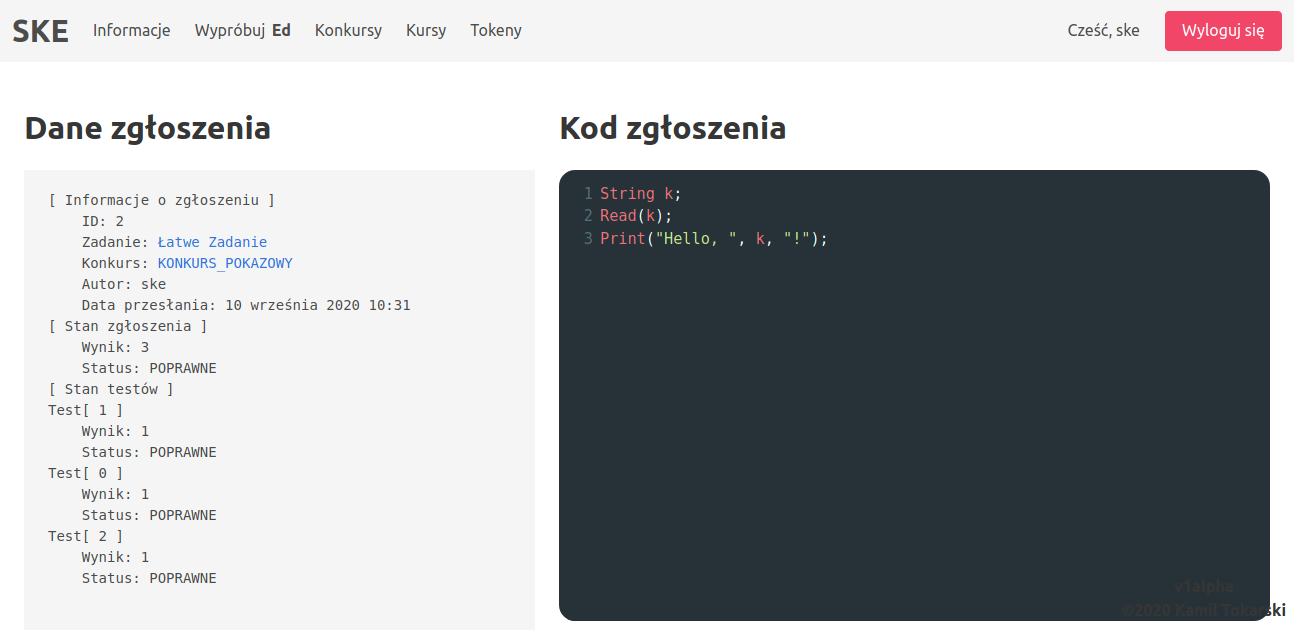 SKE Informacje Wypróbuj Ed Konkursy Kursy Tokeny Cześć, ske Wyloguj się
Dane zgłoszenia
[ Informacje o zgłoszeniu ]
ID: 2
Zadanie: Łatwe Zadanie
Konkurs: KONKURS_POKAZOWY
Autor: ske
Data przesłania: 10 września 2020 10:31
[ Stan zgłoszenia ]
Wynik: 3
Status: POPRAWNE
[ Stan testów ]
Test[ 1 ]
Wynik: 1
Status: POPRAWNE
Test[ 0 ]
Wynik: 1
Status: POPRAWNE
Test[ 2 ]
Wynik: 1
Status: POPRAWNE
Kod zgłoszenia
1 String k;
2 Read(k);
3 Print("Hello, ", k, "!");
v1alpha
©2020 Kamil Tokarski